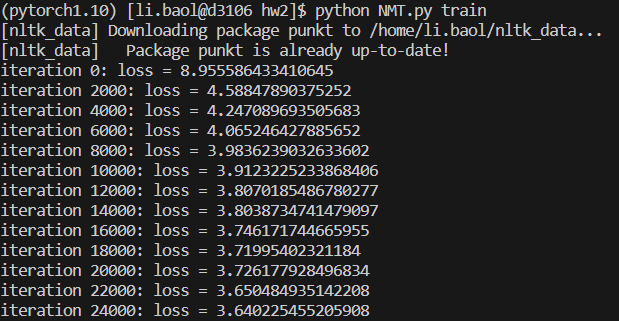 (pytorch1.10) [li.baol@d3106 hw2]$ python NMT.py train
[nltk_data] Downloading package punkt to /home/li.baol/nltk_data...
[nltk_data]   Package punkt is already up-to-date!
iteration 0: loss = 8.955586433410645
iteration 2000: loss = 4.58847890375252
iteration 4000: loss = 4.247089693505683
iteration 6000: loss = 4.065246427885652
iteration 8000: loss = 3.9836239032633602
iteration 10000: loss = 3.9123225233868406
iteration 12000: loss = 3.8070185486780277
iteration 14000: loss = 3.8038734741479097
iteration 16000: loss = 3.746171744665955
iteration 18000: loss = 3.71995402321184
iteration 20000: loss = 3.726177928496834
iteration 22000: loss = 3.650484935142208
iteration 24000: loss = 3.640225455205908